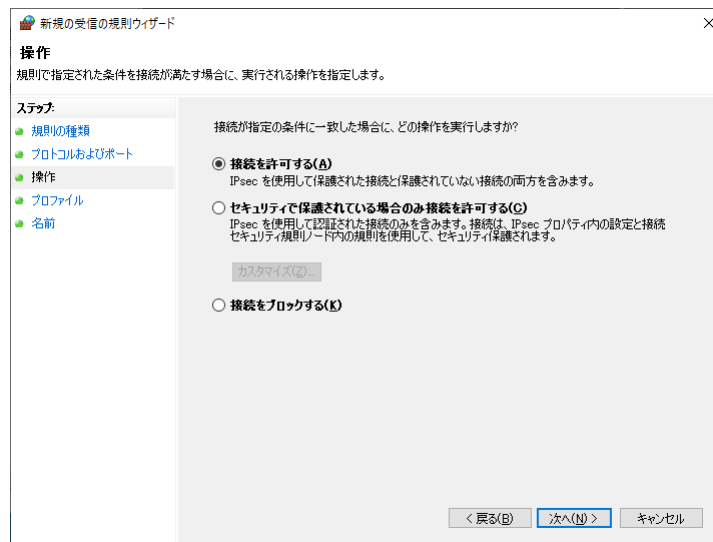 新規の受信の規則ウィザード
操作
規則で指定された条件を接続が満たす場合に、実行される操作を指定します。
ステップ:
規則の種類
プロトコルおよびポート
操作
プロファイル
名前
接続が指定の条件に一致した場合に、どの操作を実行しますか?
接続を許可する(A)
IPsec を使用して保護された接続と保護されていない接続の両方を含みます。
セキュリティで保護されている場合のみ接続を許可する(C)
IPsec を使用して認証された接続のみを含みます。接続は、IPsec プロパティ内の設定と接続
セキュリティ規則ノード内の規則を使用して、セキュリティ保護されます。
カスタマイズ(Z)...
接続をブロックする(K)
< 戻る(B)
次へ(N) >
キャンセル